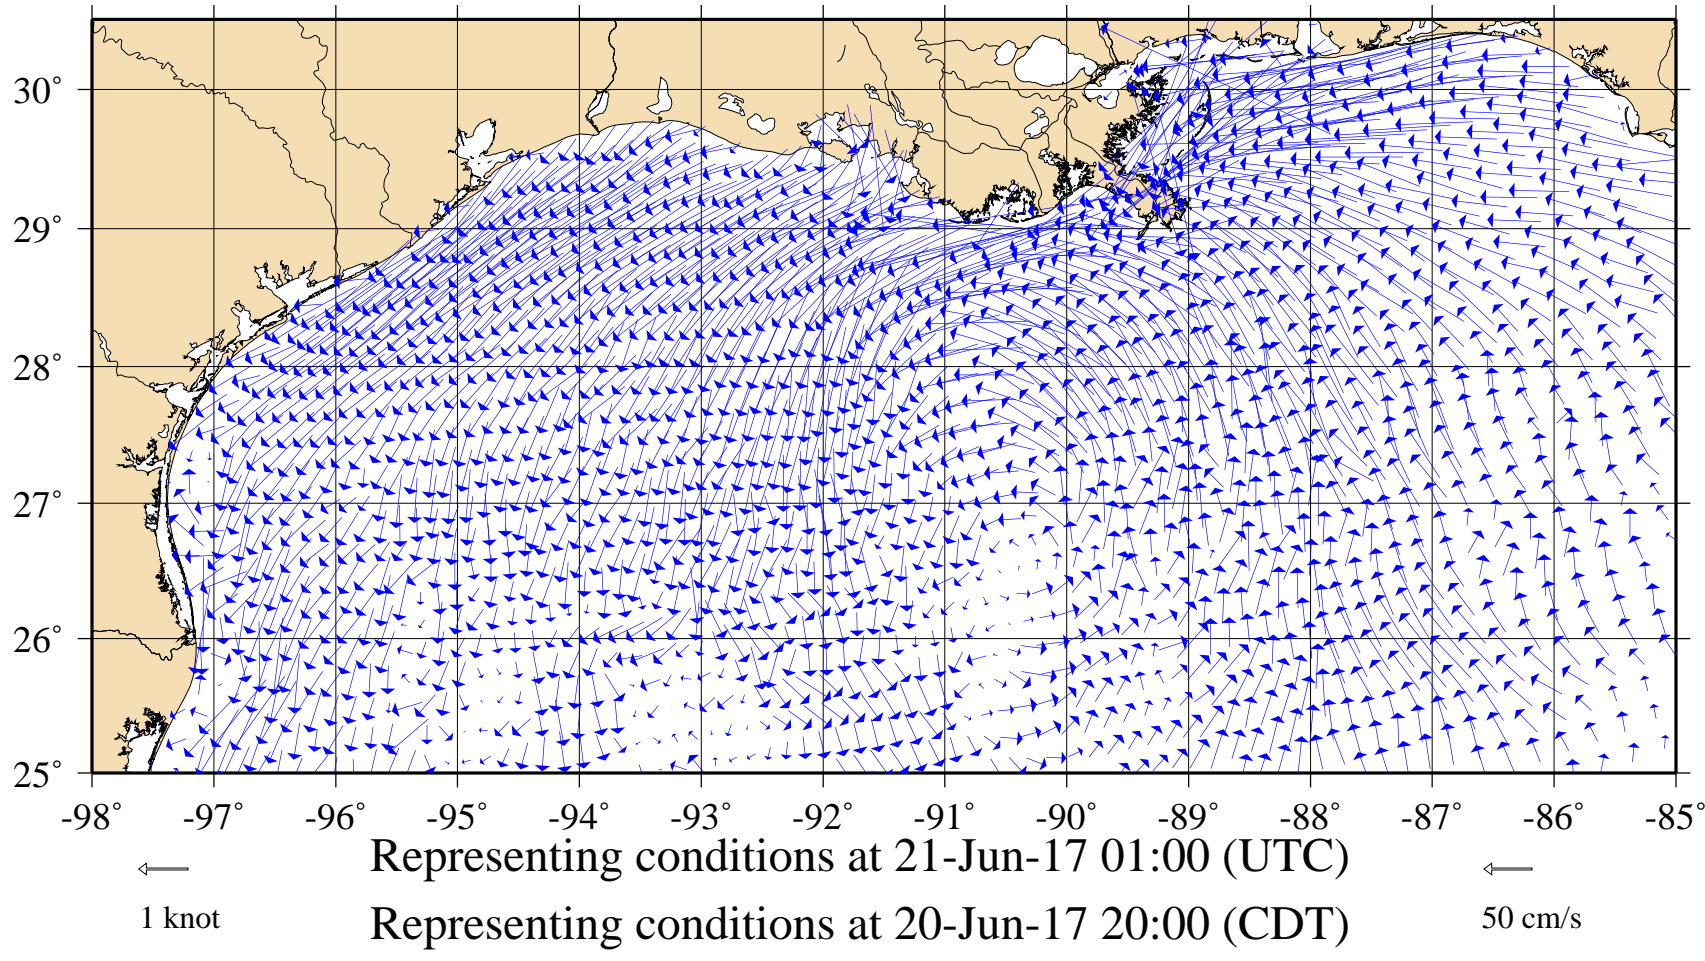 30°
29°
28°
27°
26°
25°
-98° -97° -96° -95° -94° -93° -92° -91° -90° -89° -88° -87° -86° -85°
Representing conditions at 21-Jun-17 01:00 (UTC)
1 knot
Representing conditions at 20-Jun-17 20:00 (CDT)
50 cm/s